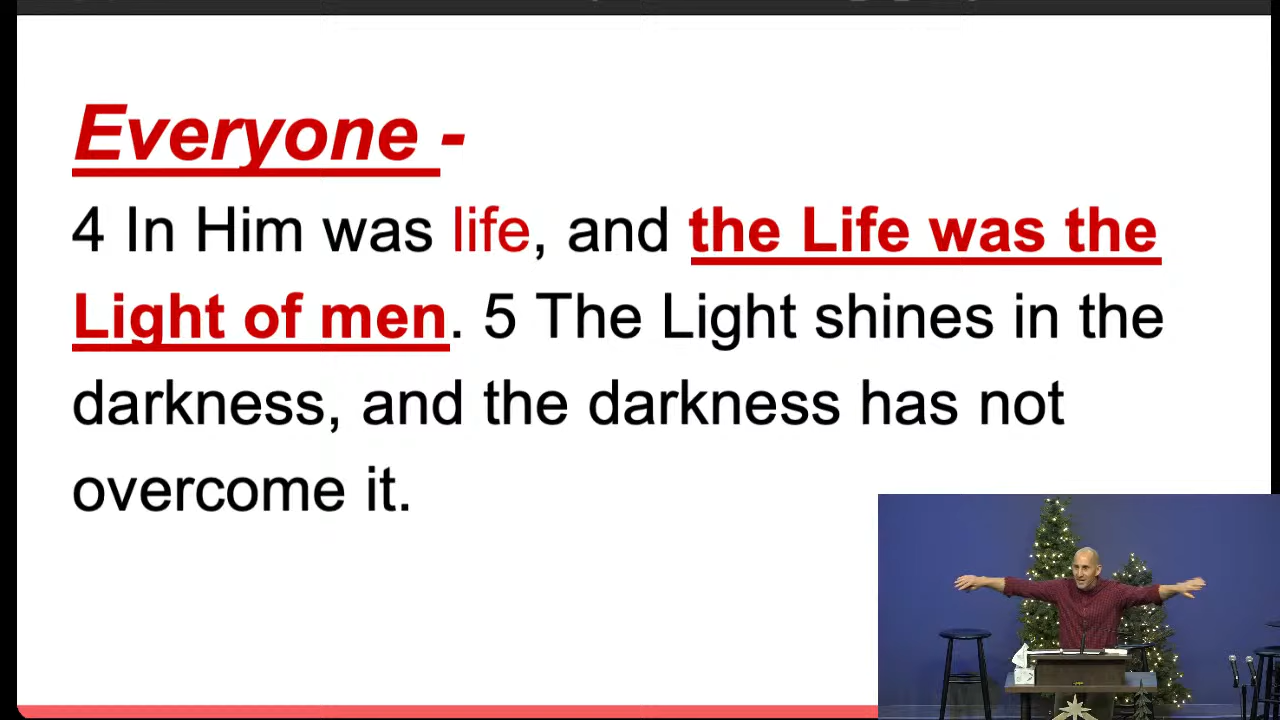 Everyone -
4 In Him was life, and the Life was the
Light of men. 5 The Light shines in the
darkness, and the darkness has not
overcome it.